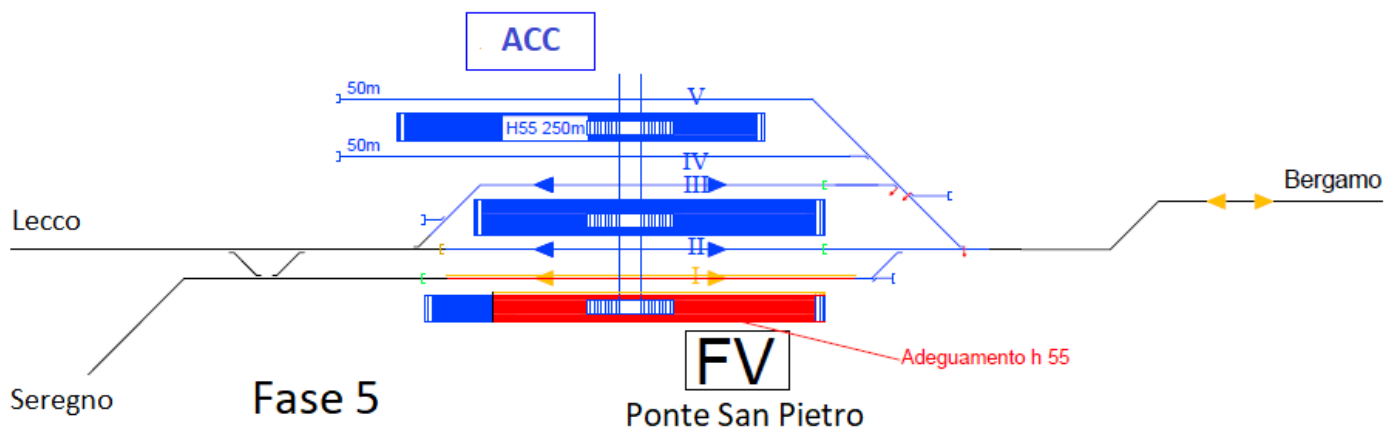 ACC
50m
V
H55 250m
50m
IV
III
Bergamo
Lecco
II
I
Adeguamento h 55
FV
Seregno
Fase 5
Ponte San Pietro